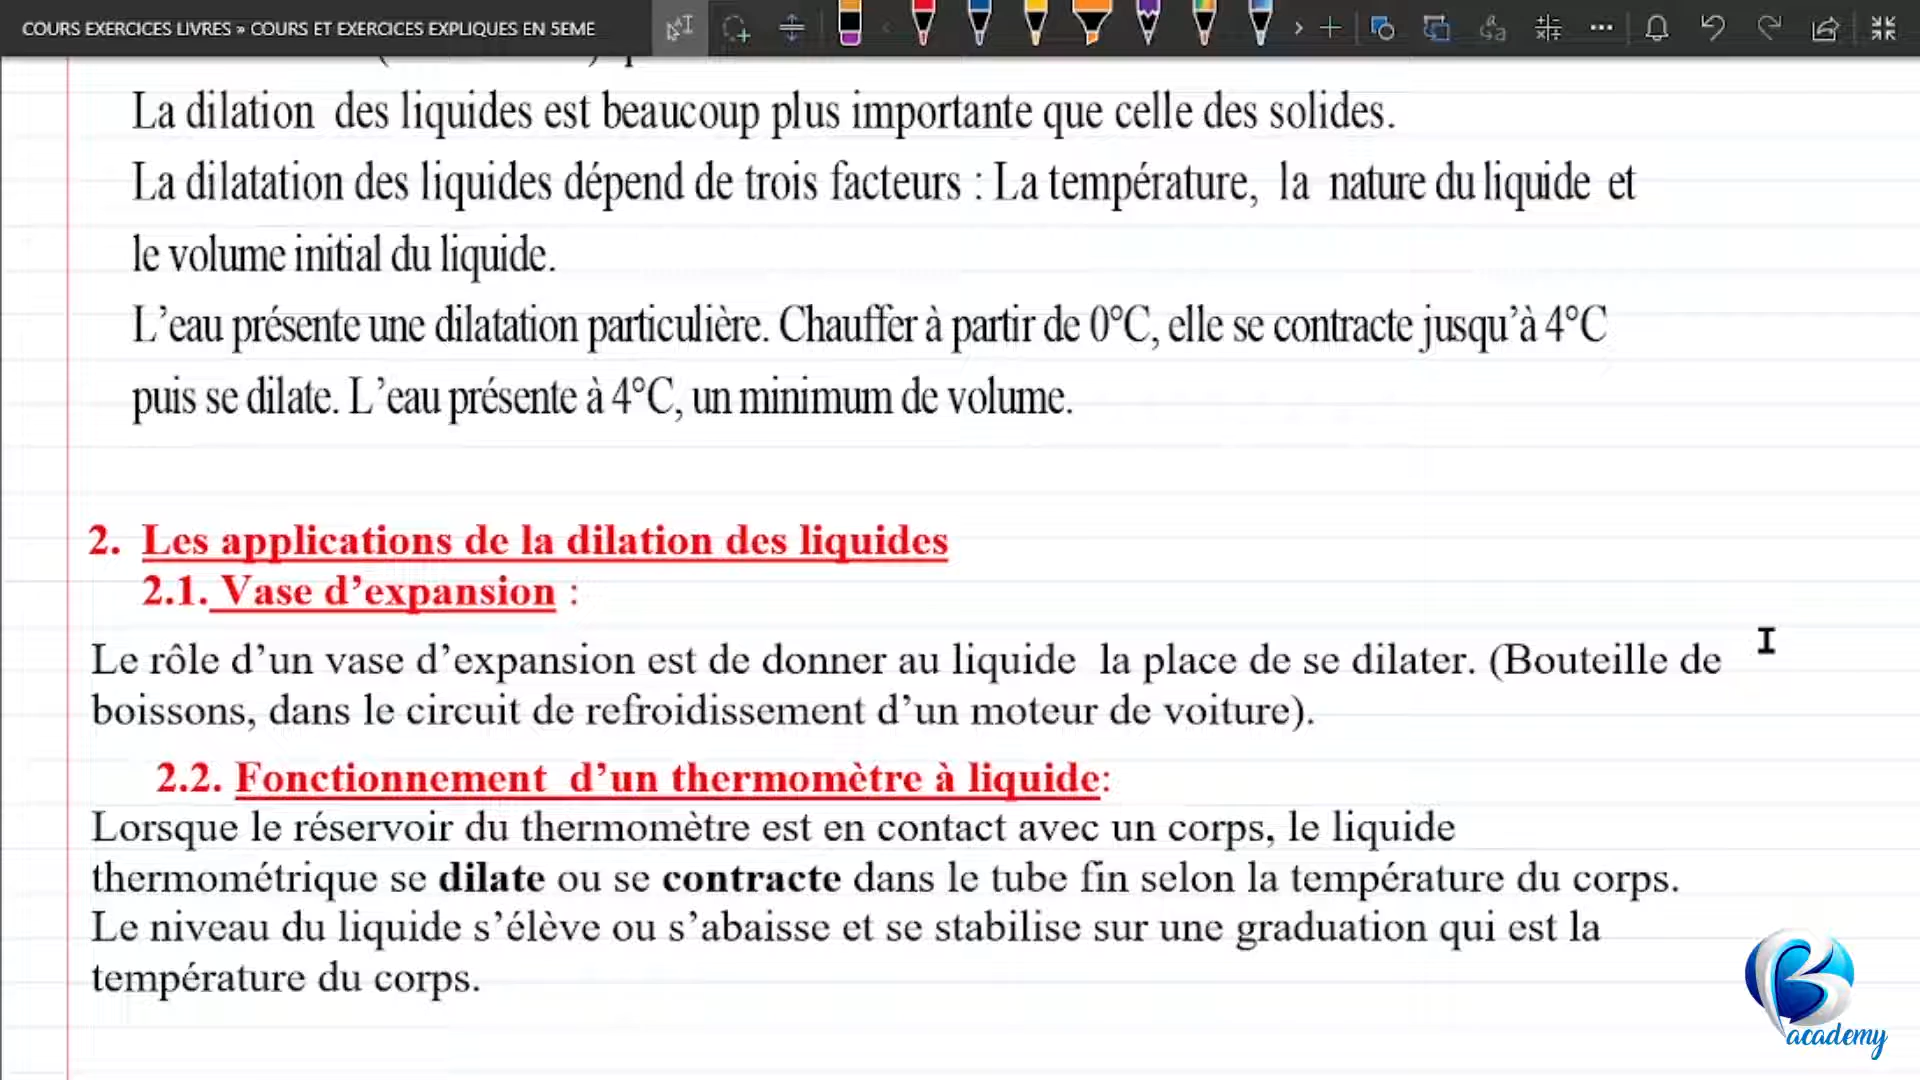 COURS EXERCICES LIVRES » COURS ET EXERCICES EXPLIQUES EN 5EME
La dilation des liquides est beaucoup plus importante que celle des solides.
La dilatation des liquides dépend de trois facteurs : La température, la nature du liquide et
le volume initial du liquide.
L’eau présente une dilatation particulière. Chauffer à partir de 0°C, elle se contracte jusqu’à 4°C
puis se dilate. L’eau présente à 4°C, un minimum de volume.
2. Les applications de la dilation des liquides
2.1. Vase d’expansion :
Le rôle d’un vase d’expansion est de donner au liquide la place de se dilater. (Bouteille de
boissons, dans le circuit de refroidissement d’un moteur de voiture).
2.2. Fonctionnement d’un thermomètre à liquide:
Lorsque le réservoir du thermomètre est en contact avec un corps, le liquide
thermométrique se dilate ou se contracte dans le tube fin selon la température du corps.
Le niveau du liquide s’élève ou s’abaisse et se stabilise sur une graduation qui est la
température du corps.
academy